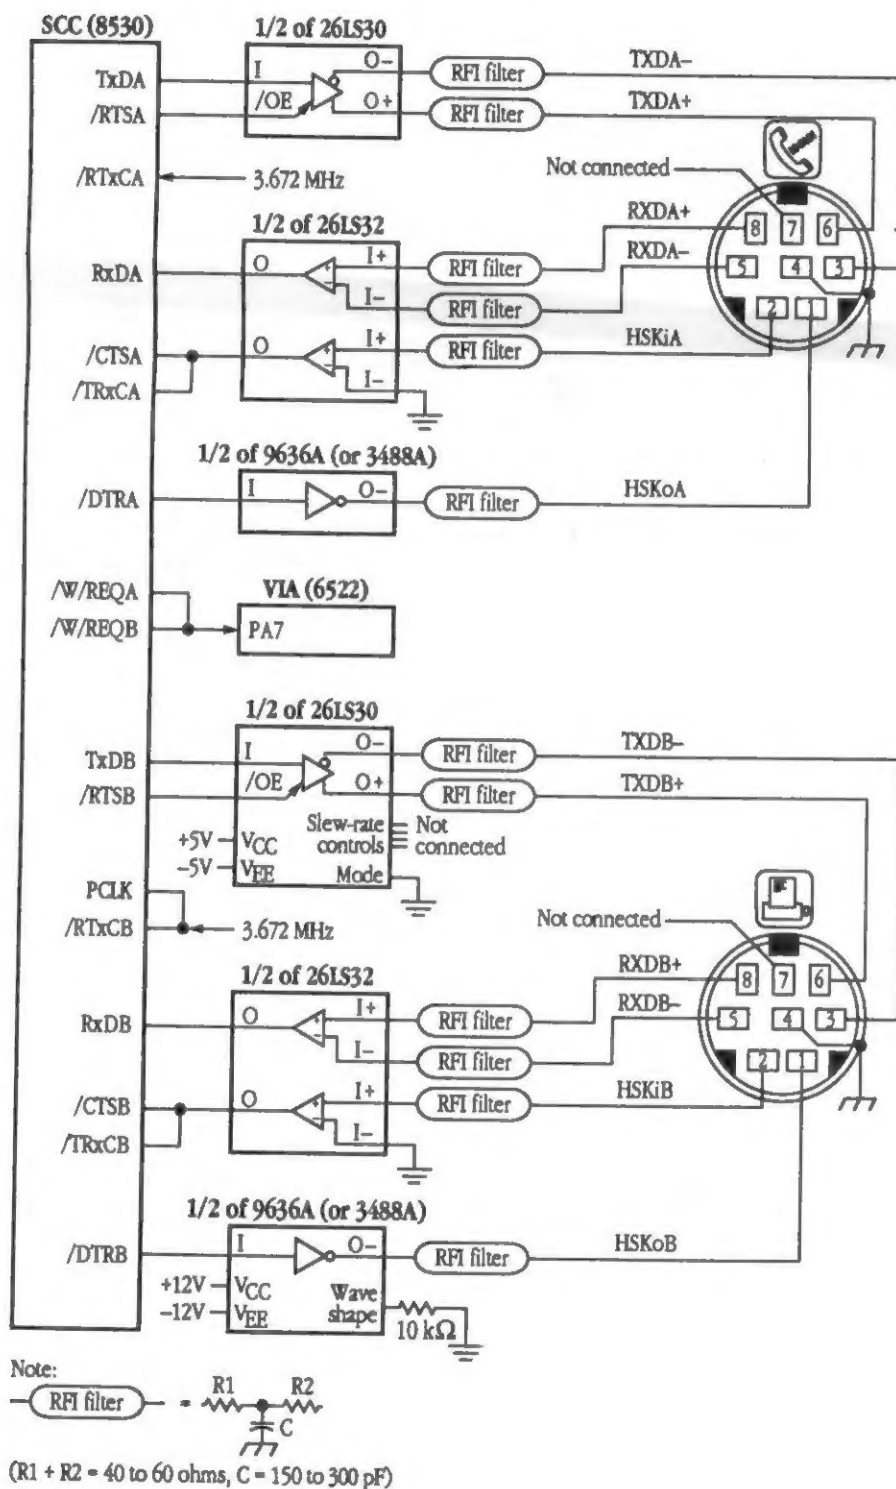 SCC (8530)
1/2 of 26LS30
TxDA
/RTSA
I
/OE
O–
O+
RFI filter
RFI filter
TXDA–
TXDA+
/RTxCA
3.672 MHz
Not connected
1/2 of 26LS32
RxDA
O
I+
I–
RFI filter
RFI filter
RXDA+
RXDA–
8
7
6
5
4
3
2
1
/CTSA
/TRxCA
O
I+
I–
RFI filter
HSKiA
1/2 of 9636A (or 3488A)
/DTRA
I
O–
RFI filter
HSKoA
/W/REQA
/W/REQB
VIA (6522)
PA7
1/2 of 26LS30
TxDB
/RTSB
I
/OE
O–
O+
RFI filter
RFI filter
TXDB–
TXDB+
+5V
VCC
–5V
VEE
Slew-rate
controls
Not
connected
Mode
PCLK
/RTxCB
3.672 MHz
Not connected
1/2 of 26LS32
RxDB
O
I+
I–
RFI filter
RFI filter
RXDB+
RXDB–
8
7
6
5
4
3
2
1
/CTSB
/TRxCB
O
I+
I–
RFI filter
HSKiB
1/2 of 9636A (or 3488A)
/DTRB
I
O–
RFI filter
HSKoB
+12V
VCC
–12V
VEE
Wave
shape
10 kΩ
Note:
RFI filter = R1 R2
C
(R1 + R2 = 40 to 60 ohms, C = 150 to 300 pF)